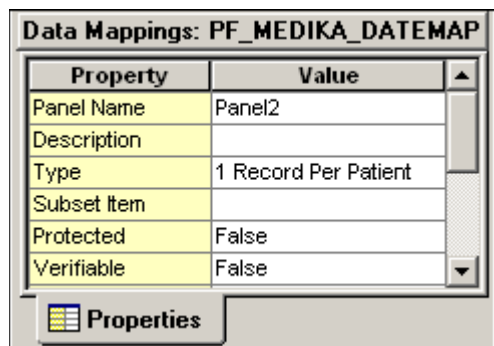 Data Mappings: PF_MEDIKA_DATEMAP
Property Value
Panel Name Panel2
Description
Type 1 Record Per Patient
Subset Item
Protected False
Verifiable False
Properties